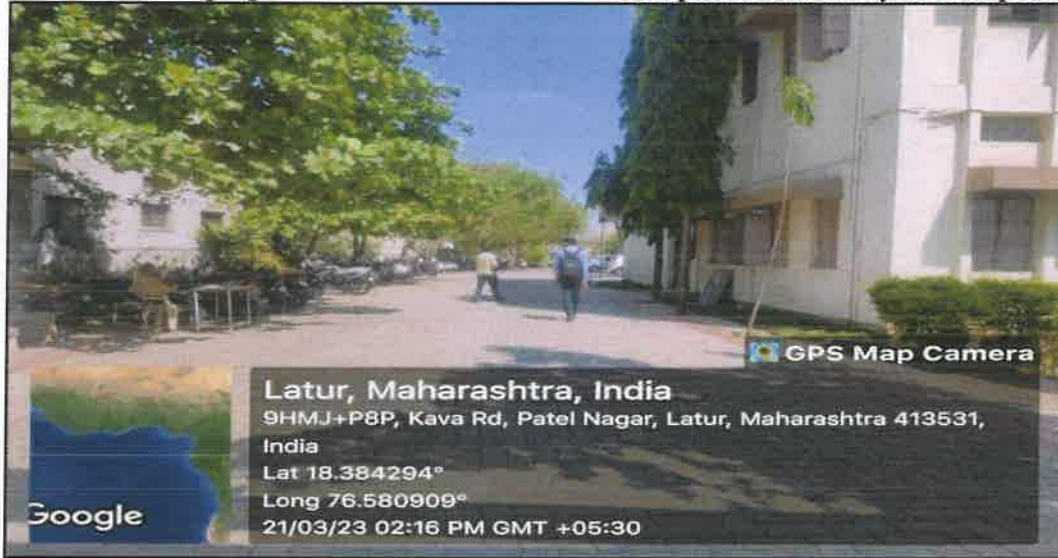 GPS Map Camera
Latur, Maharashtra, India
9HMJ+P8P, Kava Rd, Patel Nagar, Latur, Maharashtra 413531,
India
Lat 18.384294°
Long 76.580909°
21/03/23 02:16 PM GMT +05:30
Google